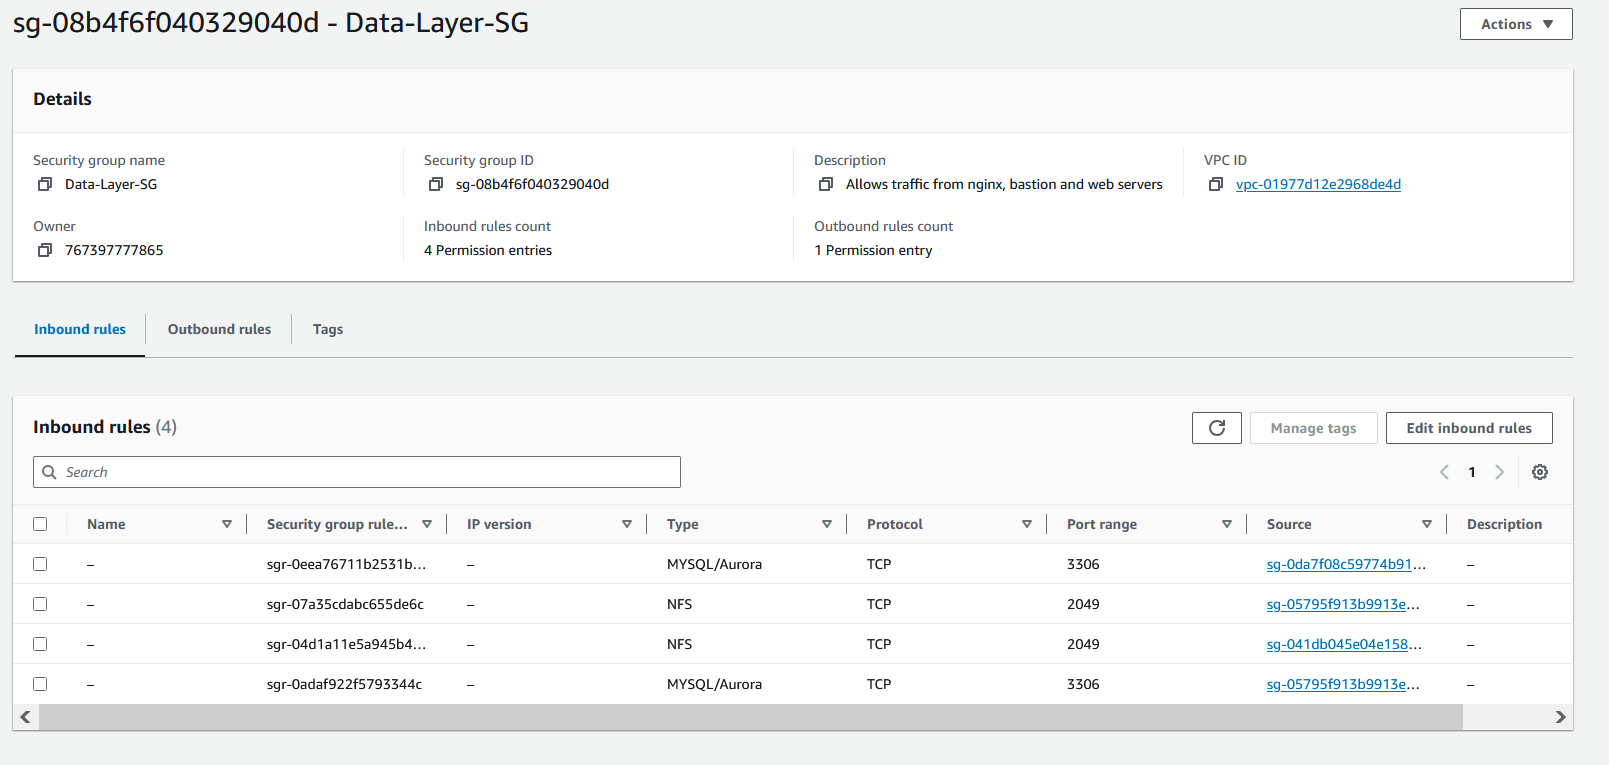 sg-08b4f6f040329040d - Data-Layer-SG
Actions
Details
Security group name
Data-Layer-SG
Security group ID
sg-08b4f6f040329040d
Description
Allows traffic from nginx, bastion and web servers
VPC ID
vpc-01977d12e2968de4d
Owner
767397777865
Inbound rules count
4 Permission entries
Outbound rules count
1 Permission entry
Inbound rules
Outbound rules
Tags
Inbound rules (4)
Manage tags
Edit inbound rules
Search
1
Name Security group rule... IP version Type Protocol Port range Source Description
– sgr-0eea76711b2531b... – MYSQL/Aurora TCP 3306 sg-0da7f08c59774b91... –
– sgr-07a35cdabc655de6c – NFS TCP 2049 sg-05795f913b9913e... –
– sgr-04d1a11e5a945b4... – NFS TCP 2049 sg-041db045e04e158... –
– sgr-0adaf922f5793344c – MYSQL/Aurora TCP 3306 sg-05795f913b9913e... –